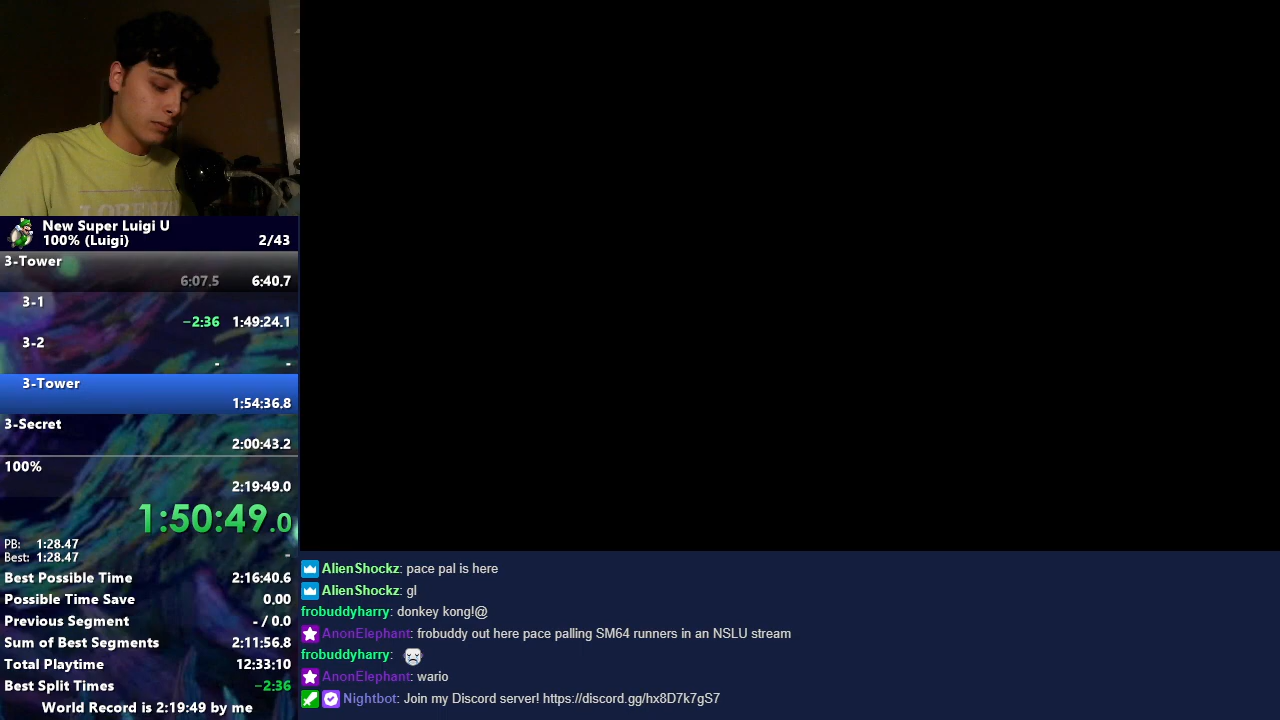 LORENZO
New Super Luigi U
100% (Luigi) 2/43
3-Tower
6:07.5 6:40.7
3-1
−2:36 1:49:24.1
3-2
- -
3-Tower
1:54:36.8
3-Secret
2:00:43.2
100%
2:19:49.0
1:50:49.0
PB: 1:28.47
Best: 1:28.47 -
Best Possible Time 2:16:40.6
Possible Time Save 0.00
Previous Segment - / 0.0
Sum of Best Segments 2:11:56.8
Total Playtime 12:33:10
Best Split Times −2:36
World Record is 2:19:49 by me
AlienShockz: pace pal is here
AlienShockz: gl
frobuddyharry: donkey kong!@
AnonElephant: frobuddy out here pace palling SM64 runners in an NSLU stream
frobuddyharry:
AnonElephant: wario
Nightbot: Join my Discord server! https://discord.gg/hx8D7k7gS7